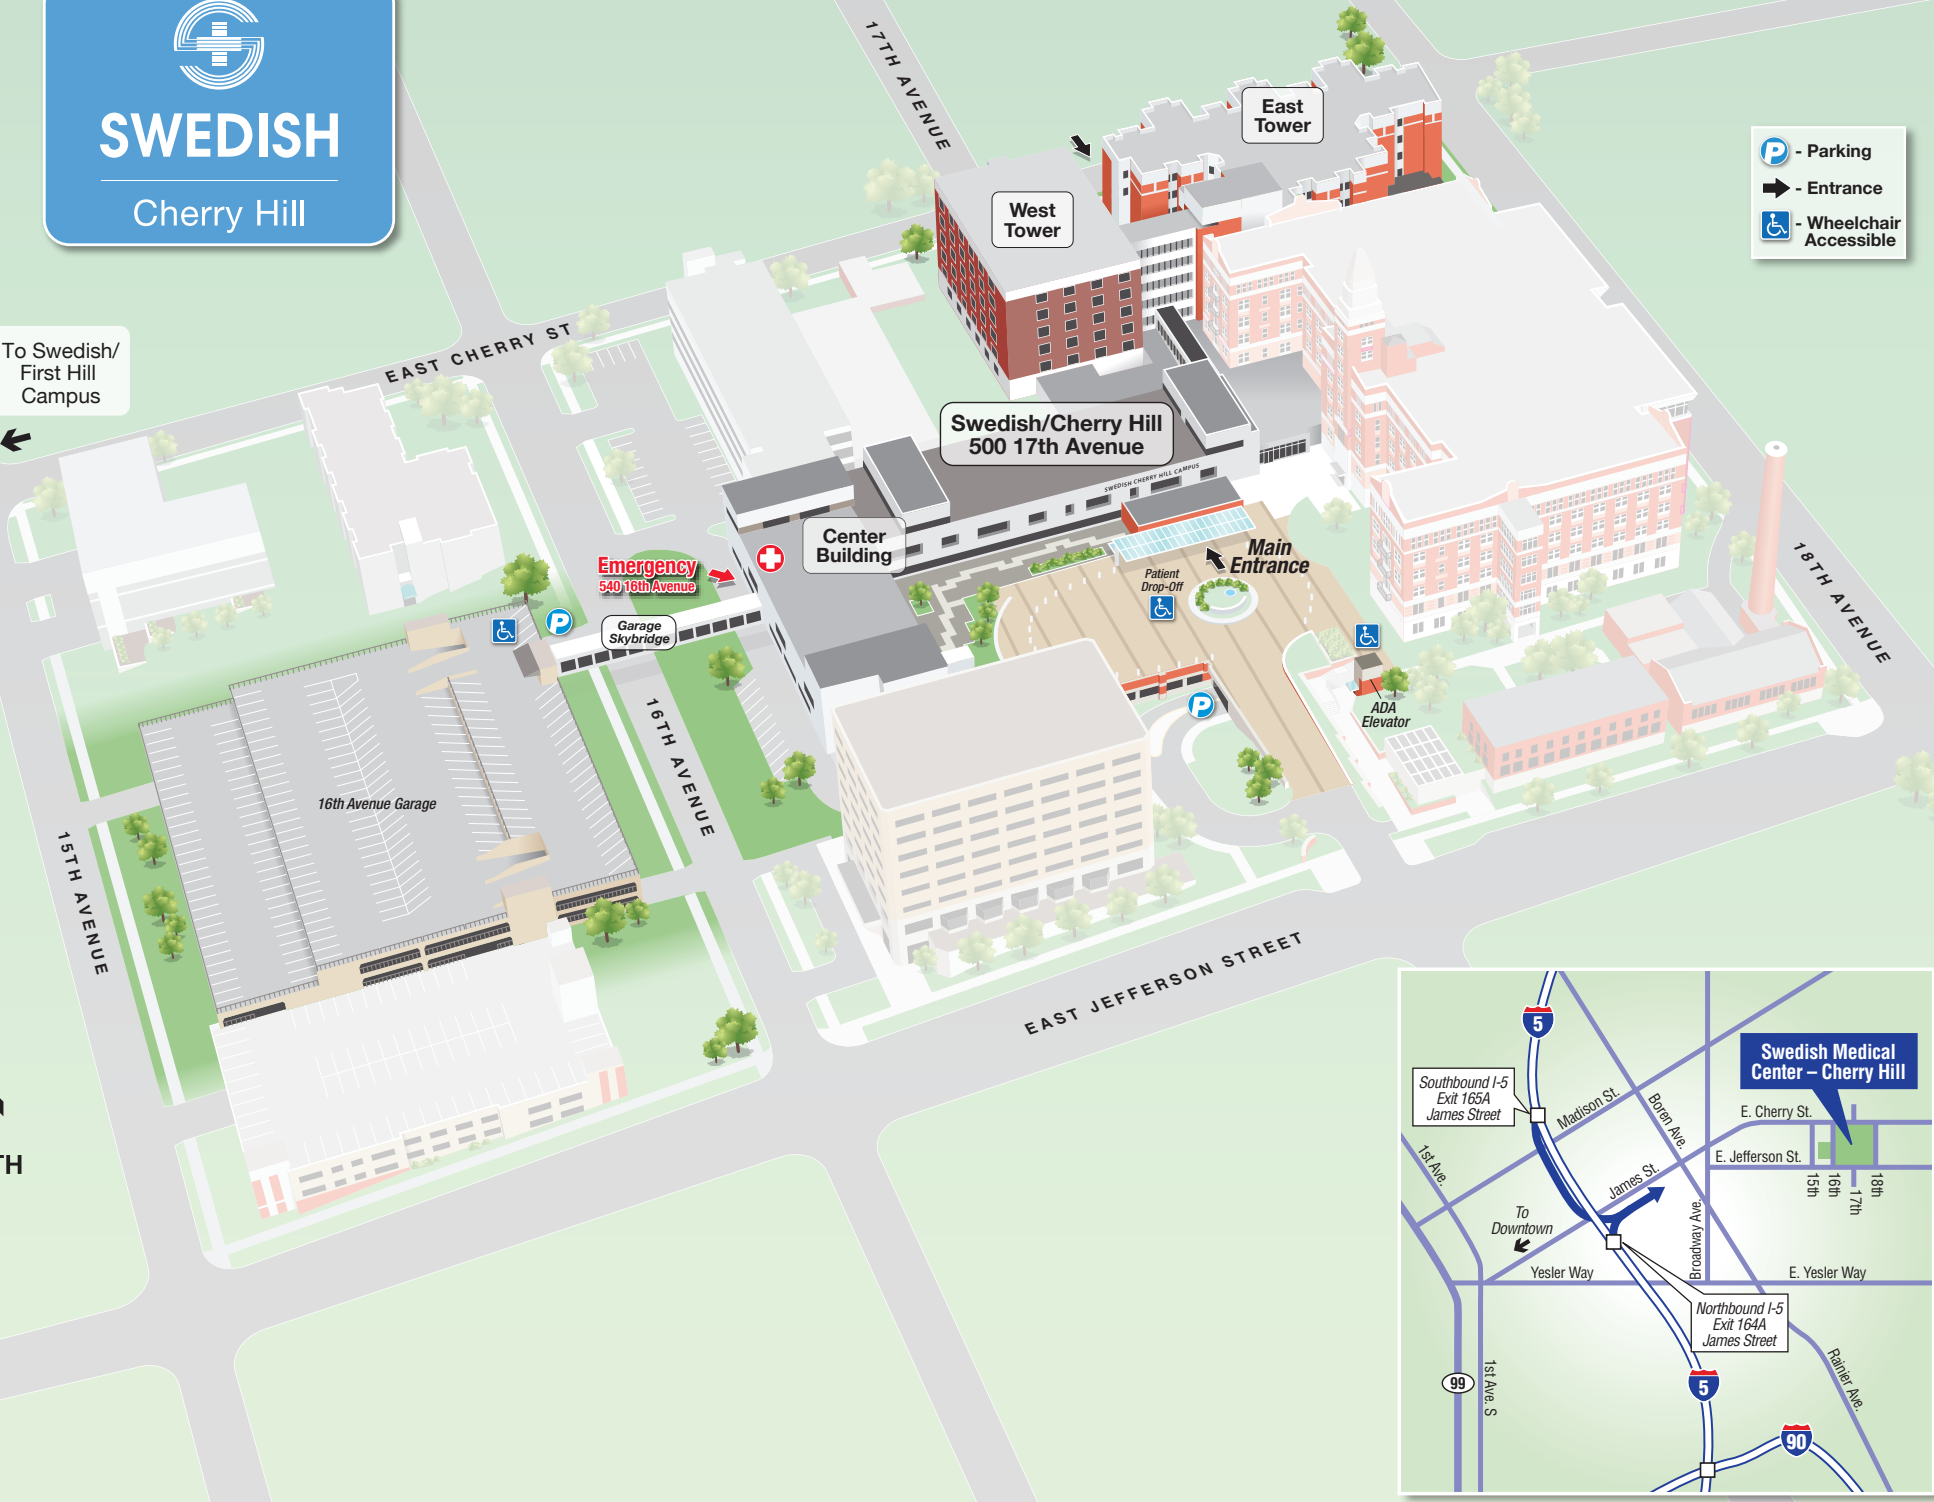 SWEDISH
Cherry Hill
17TH AVENUE
East
Tower
West
Tower
P - Parking
- Entrance
- Wheelchair
Accessible
To Swedish/
First Hill
Campus
EAST CHERRY ST
Swedish/Cherry Hill
500 17th Avenue
SWEDISH CHERRY HILL CAMPUS
Center
Building
Emergency
540 16th Avenue
Main
Entrance
Patient
Drop-Off
Garage
Skybridge
P
P
ADA
Elevator
18TH AVENUE
16TH AVENUE
16th Avenue Garage
15TH AVENUE
EAST JEFFERSON STREET
TH
5
Swedish Medical
Center – Cherry Hill
Southbound I-5
Exit 165A
James Street
Madison St.
Boren Ave.
E. Cherry St.
E. Jefferson St.
15th
16th
17th
18th
1st Ave.
James St.
To
Downtown
Broadway Ave.
Yesler Way
E. Yesler Way
Northbound I-5
Exit 164A
James Street
99
1st Ave. S
5
Rainier Ave.
90